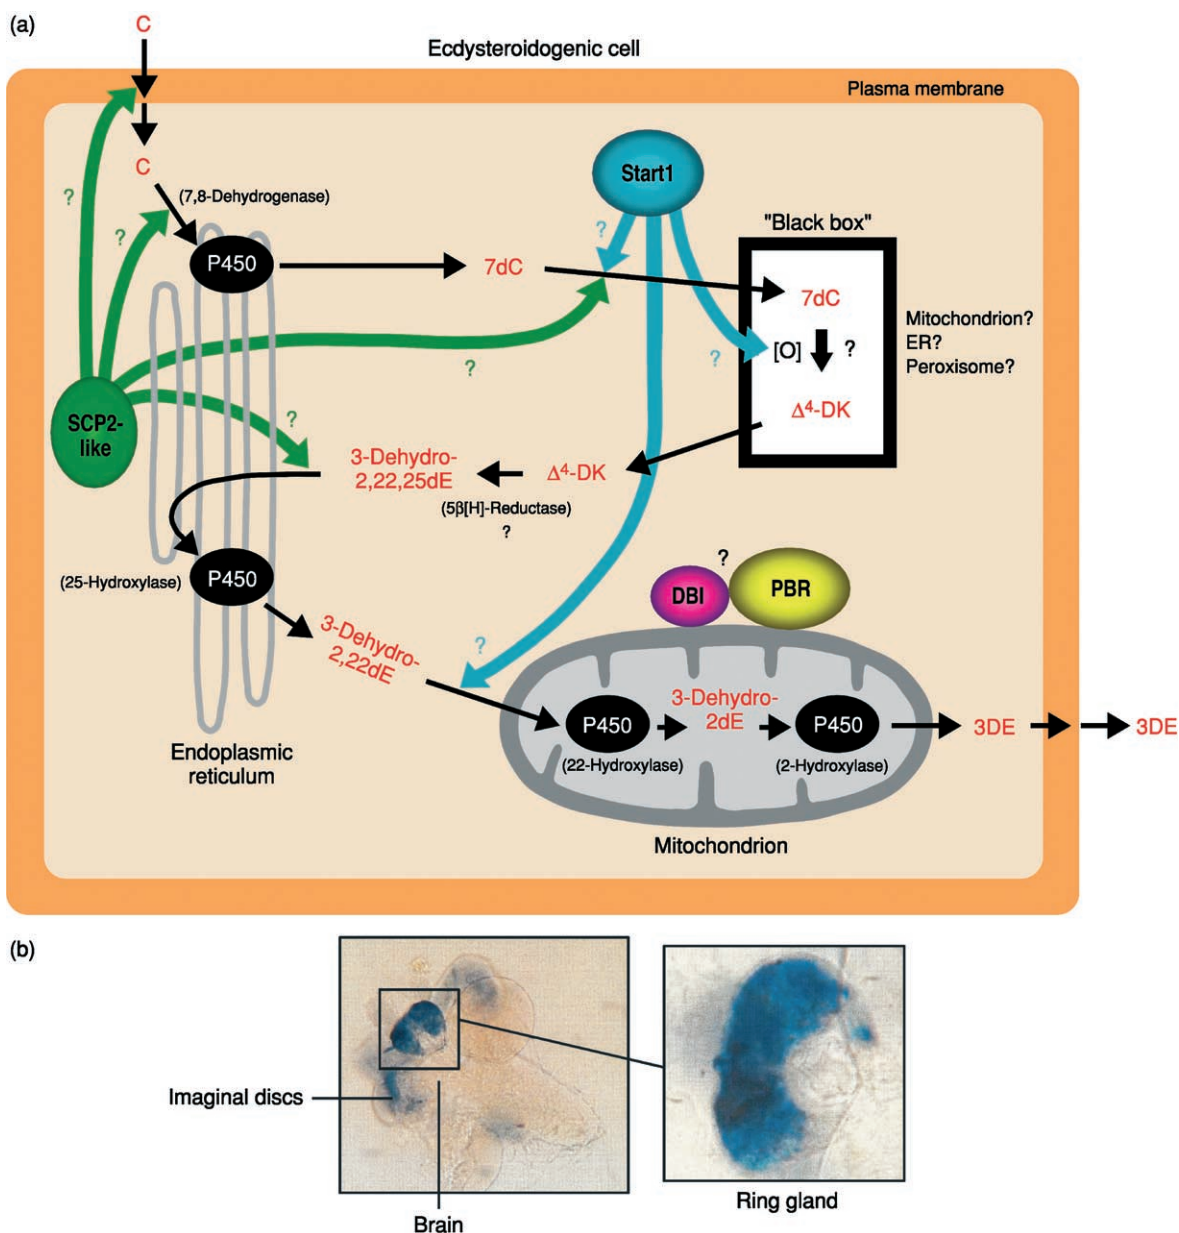 (a)
C
Ecdysteroidogenic cell
Plasma membrane
C
(7,8-Dehydrogenase)
?
?
P450
Start1
?
7dC
"Black box"
7dC
[O]
?
Δ⁴-DK
Mitochondrion?
ER?
Peroxisome?
?
?
SCP2-
like
?
3-Dehydro-
2,22,25dE
Δ⁴-DK
(5β[H]-Reductase)
?
(25-Hydroxylase)
P450
3-Dehydro-
2,22dE
?
DBI
?
PBR
P450
(22-Hydroxylase)
3-Dehydro-
2dE
P450
(2-Hydroxylase)
3DE
3DE
Endoplasmic
reticulum
Mitochondrion
(b)
Imaginal discs
Brain
Ring gland